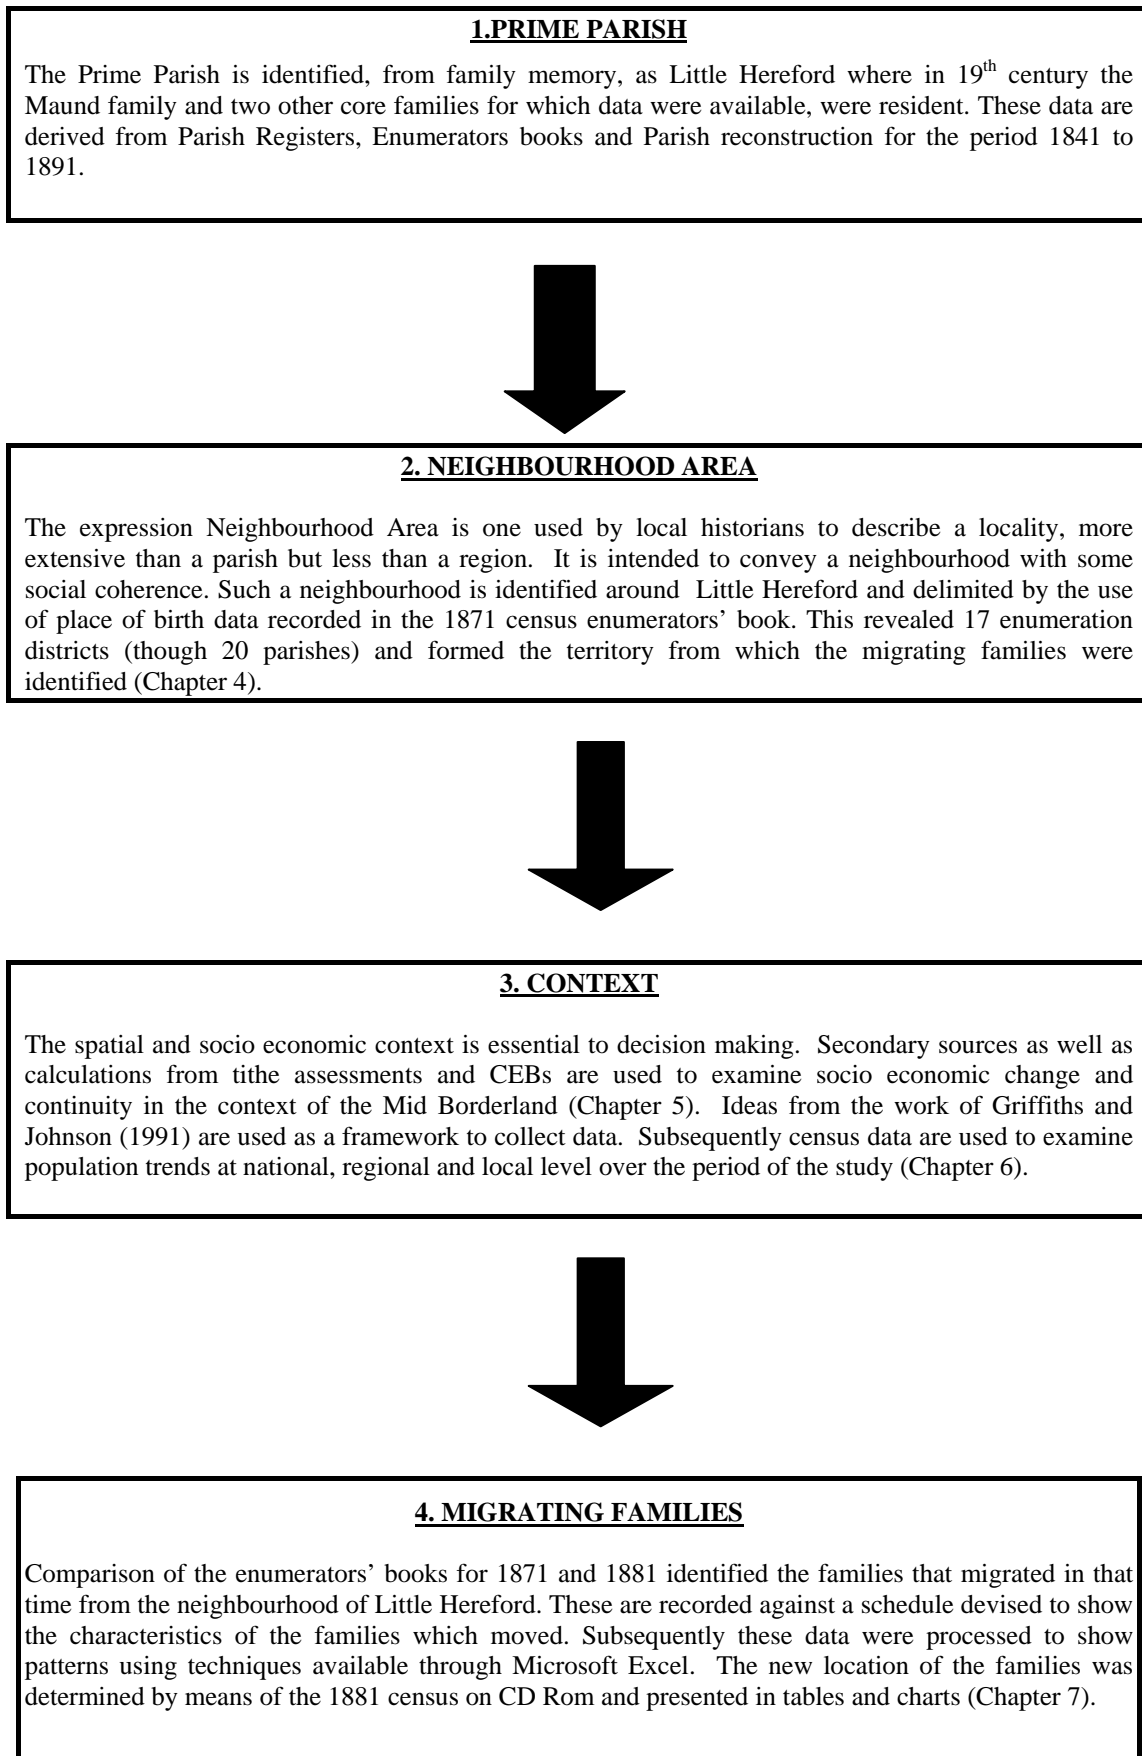 1.PRIME PARISH
The Prime Parish is identified, from family memory, as Little Hereford where in 19th century the
Maund family and two other core families for which data were available, were resident. These data are
derived from Parish Registers, Enumerators books and Parish reconstruction for the period 1841 to
1891.
2. NEIGHBOURHOOD AREA
The expression Neighbourhood Area is one used by local historians to describe a locality, more
extensive than a parish but less than a region. It is intended to convey a neighbourhood with some
social coherence. Such a neighbourhood is identified around Little Hereford and delimited by the use
of place of birth data recorded in the 1871 census enumerators’ book. This revealed 17 enumeration
districts (though 20 parishes) and formed the territory from which the migrating families were
identified (Chapter 4).
3. CONTEXT
The spatial and socio economic context is essential to decision making. Secondary sources as well as
calculations from tithe assessments and CEBs are used to examine socio economic change and
continuity in the context of the Mid Borderland (Chapter 5). Ideas from the work of Griffiths and
Johnson (1991) are used as a framework to collect data. Subsequently census data are used to examine
population trends at national, regional and local level over the period of the study (Chapter 6).
4. MIGRATING FAMILIES
Comparison of the enumerators’ books for 1871 and 1881 identified the families that migrated in that
time from the neighbourhood of Little Hereford. These are recorded against a schedule devised to show
the characteristics of the families which moved. Subsequently these data were processed to show
patterns using techniques available through Microsoft Excel. The new location of the families was
determined by means of the 1881 census on CD Rom and presented in tables and charts (Chapter 7).